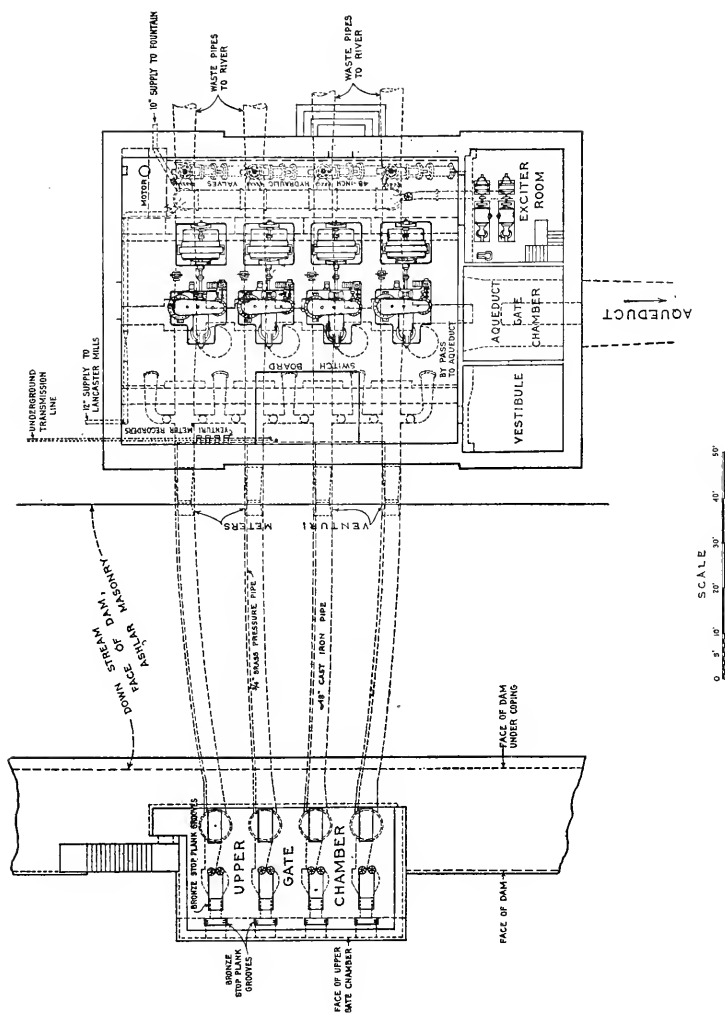 10" SUPPLY TO FOUNTAIN
WASTE PIPES
TO RIVER
WASTE PIPES
TO RIVER
MOTOR
48-INCH HYDRAULIC
VALVES
EXCITER
ROOM
UNDERGROUND
TRANSMISSION
LINE
12" SUPPLY TO
LANCASTER MILLS
SWITCH
BOARD
BY PASS
TO AQUEDUCT
AQUEDUCT
GATE
CHAMBER
AQUEDUCT
VESTIBULE
VENTURI
METER RECORDERS
VENTURI
METERS
DOWN STREAM
FACE OF DAM,
ASHLAR MASONRY
3/4" BRASS PRESSURE PIPE
48" CAST IRON PIPE
FACE OF DAM
UNDER COPING
BRONZE STOP PLANK GROOVES
UPPER
GATE
CHAMBER
BRONZE
STOP PLANK
GROOVES
FACE OF UPPER
GATE CHAMBER
FACE OF DAM
SCALE
0 5' 10' 20' 30' 40' 50'